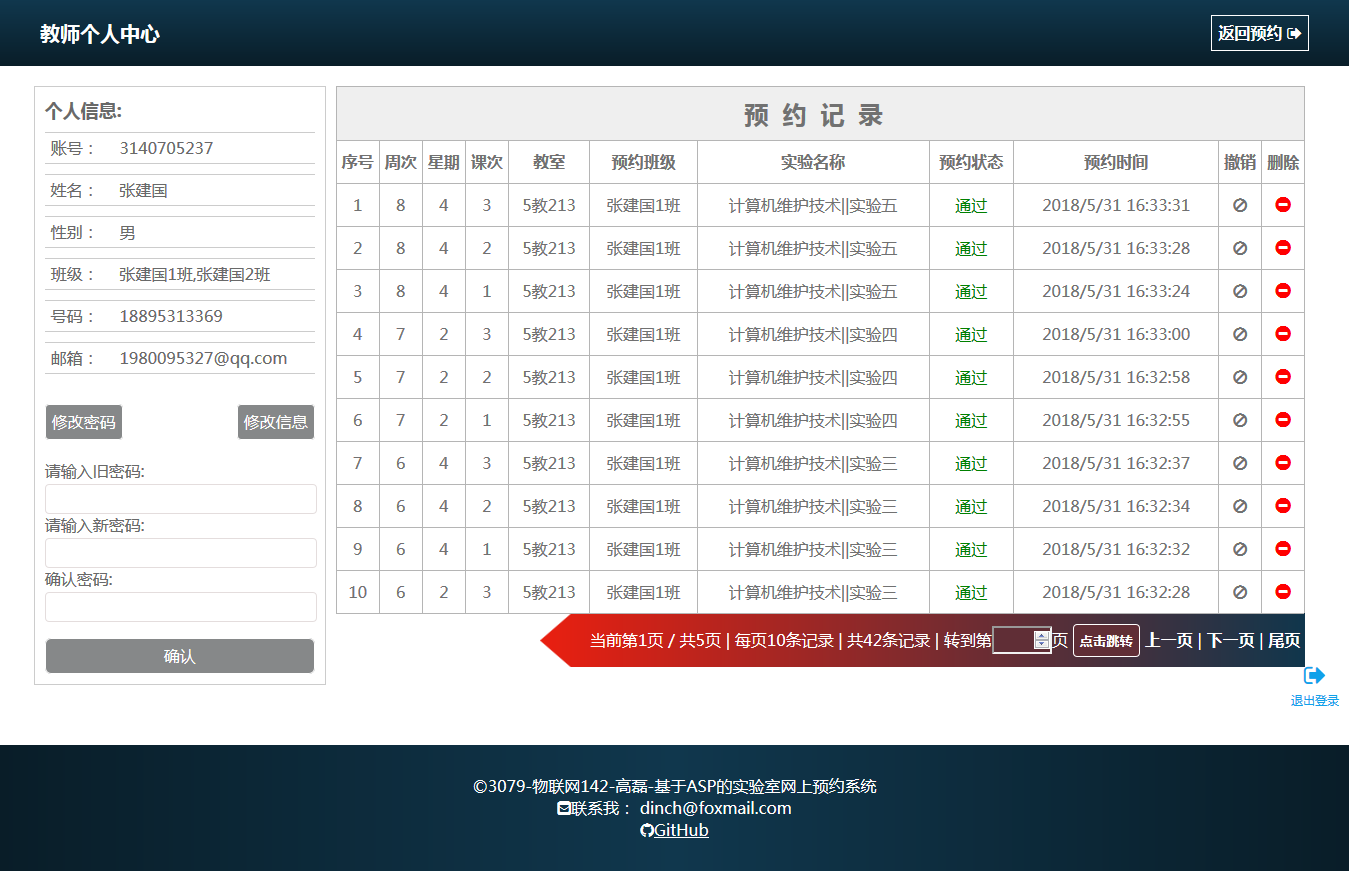 教师个人中心
返回预约
个人信息:
账号： 3140705237
姓名： 张建国
性别： 男
班级： 张建国1班,张建国2班
号码： 18895313369
邮箱： 1980095327@qq.com
修改密码 修改信息
请输入旧密码:
请输入新密码:
确认密码:
确认
预 约 记 录
序号 周次 星期 课次 教室 预约班级 实验名称 预约状态 预约时间 撤销 删除
1 8 4 3 5教213 张建国1班 计算机维护技术||实验五 通过 2018/5/31 16:33:31
2 8 4 2 5教213 张建国1班 计算机维护技术||实验五 通过 2018/5/31 16:33:28
3 8 4 1 5教213 张建国1班 计算机维护技术||实验五 通过 2018/5/31 16:33:24
4 7 2 3 5教213 张建国1班 计算机维护技术||实验四 通过 2018/5/31 16:33:00
5 7 2 2 5教213 张建国1班 计算机维护技术||实验四 通过 2018/5/31 16:32:58
6 7 2 1 5教213 张建国1班 计算机维护技术||实验四 通过 2018/5/31 16:32:55
7 6 4 3 5教213 张建国1班 计算机维护技术||实验三 通过 2018/5/31 16:32:37
8 6 4 2 5教213 张建国1班 计算机维护技术||实验三 通过 2018/5/31 16:32:34
9 6 4 1 5教213 张建国1班 计算机维护技术||实验三 通过 2018/5/31 16:32:32
10 6 2 3 5教213 张建国1班 计算机维护技术||实验三 通过 2018/5/31 16:32:28
当前第1页 / 共5页 | 每页10条记录 | 共42条记录 | 转到第 页 点击跳转 上一页 | 下一页 | 尾页
退出登录
©3079-物联网142-高磊-基于ASP的实验室网上预约系统
联系我： dinch@foxmail.com
GitHub